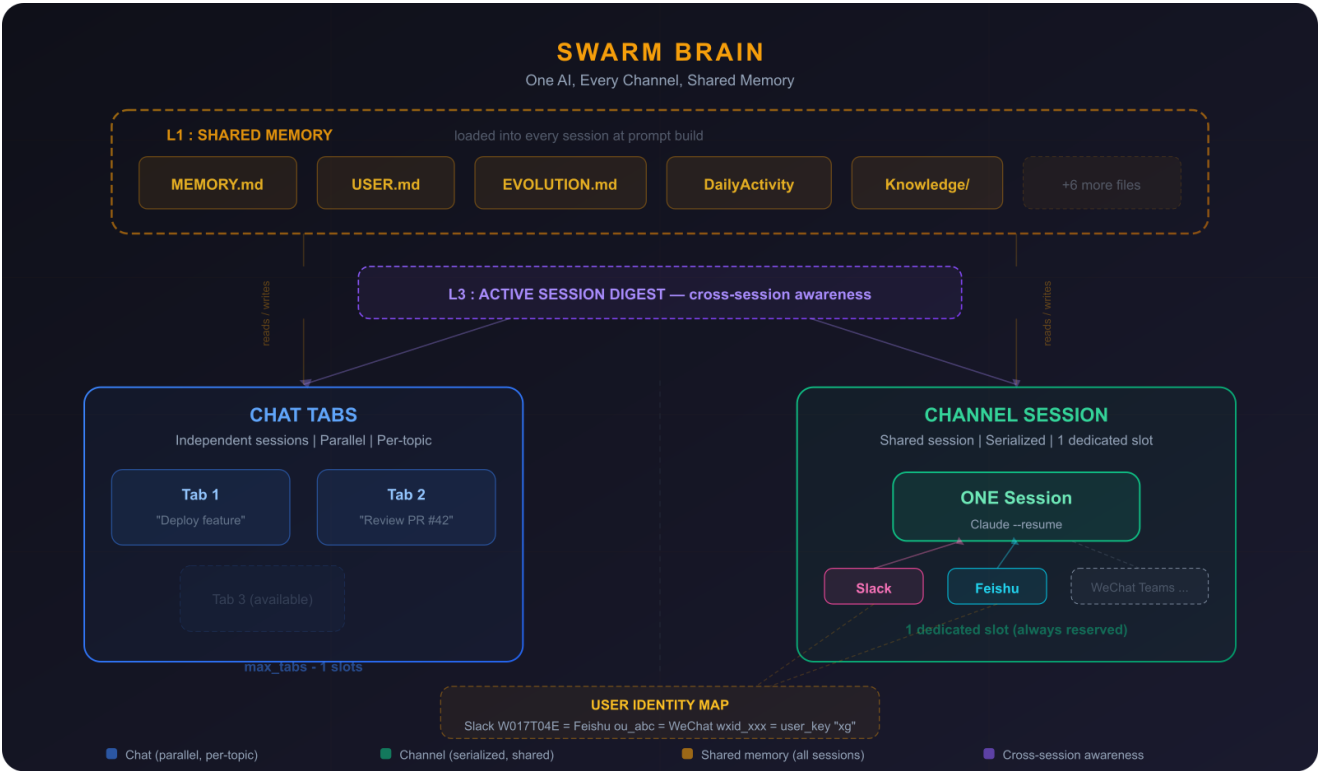 SWARM BRAIN
One AI, Every Channel, Shared Memory
L1 : SHARED MEMORY loaded into every session at prompt build
MEMORY.md USER.md EVOLUTION.md DailyActivity Knowledge/ +6 more files
L3 : ACTIVE SESSION DIGEST — cross-session awareness
reads / writes
reads / writes
CHAT TABS
Independent sessions | Parallel | Per-topic
Tab 1
"Deploy feature"
Tab 2
"Review PR #42"
Tab 3 (available)
max_tabs - 1 slots
CHANNEL SESSION
Shared session | Serialized | 1 dedicated slot
ONE Session
Claude --resume
Slack Feishu WeChat Teams ...
1 dedicated slot (always reserved)
USER IDENTITY MAP
Slack W017T04E = Feishu ou_abc = WeChat wxid_xxx = user_key "xg"
Chat (parallel, per-topic) Channel (serialized, shared) Shared memory (all sessions) Cross-session awareness